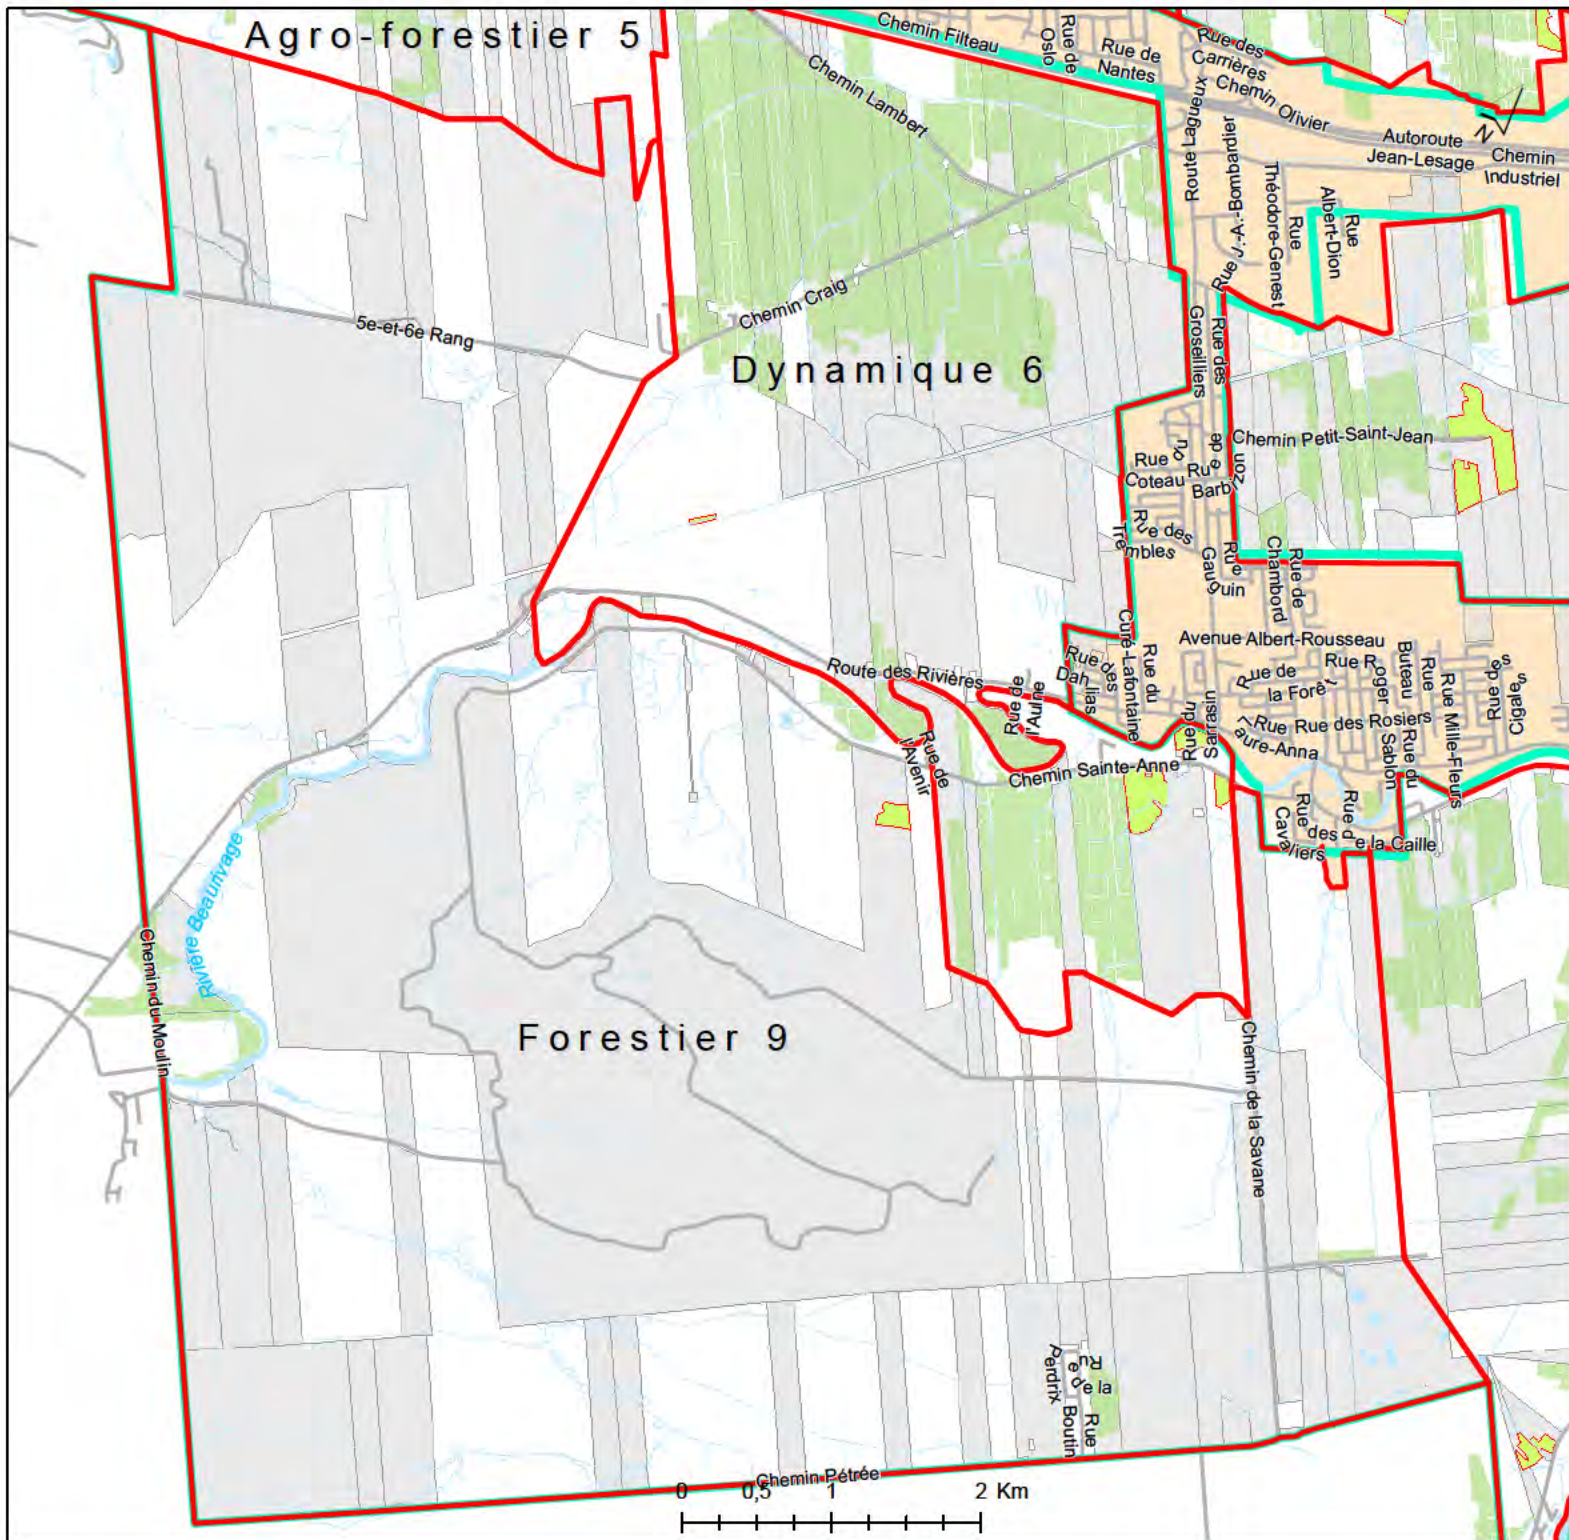 Agro-forestier 5
Chemin Filteau
Rue de
Oslo
Rue de
Nantes
Rue des
Carrières
Chemin Olivier
Chemin Lambert
Route Lagueux
Rue J.-A.-Bombardier
Autoroute
Jean-Lesage
Chemin
Industriel
N
Rue
Théodore-Genest
Rue
Albert-Dion
Chemin Craig
5e-et-6e Rang
Dynamique 6
Rue des
Groseilliers
Chemin Petit-Saint-Jean
Rue du
Coteau
Rue de
Barbizon
Rue des
Trembles
Rue
Gauguin
Rue de
Chambord
Avenue Albert-Rousseau
Rue du
Curé-Lafontaine
Rue des
Dahlias
Route des Rivières
Rue de
l'Aulne
Rue de
la Forêt
Rue Roger
Rue
Buteau
Rue Mille-Fleurs
Rue des
Cigales
Rue
Laure-Anna
Rue des Rosiers
Rue du
Sablon
Rue du
Sarrasin
Rue de
l'Avenir
Chemin Sainte-Anne
Rue des
Cavaliers
Rue de la Caille
Rivière Beaurivage
Chemin du Moulin
Forestier 9
Chemin de la Savane
Rue de la
Perdrix
Rue
Boutin
Chemin Pétrée
0 0,5 1 2 Km